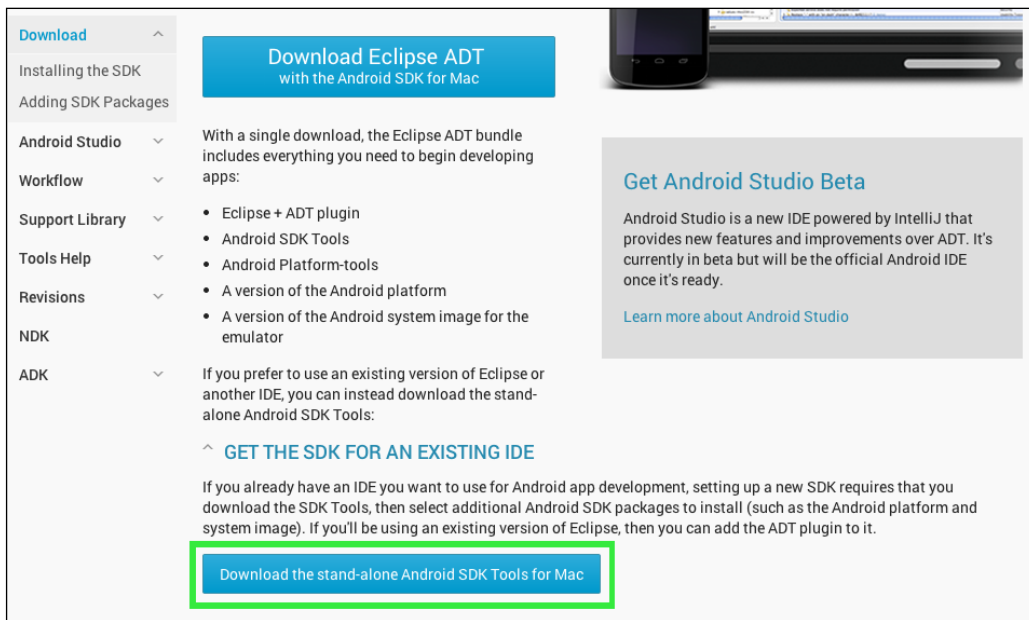 Download
Installing the SDK
Adding SDK Packages
Android Studio
Workflow
Support Library
Tools Help
Revisions
NDK
ADK
Download Eclipse ADT
with the Android SDK for Mac
With a single download, the Eclipse ADT bundle
includes everything you need to begin developing
apps:
• Eclipse + ADT plugin
• Android SDK Tools
• Android Platform-tools
• A version of the Android platform
• A version of the Android system image for the
emulator
If you prefer to use an existing version of Eclipse or
another IDE, you can instead download the stand-
alone Android SDK Tools:
GET THE SDK FOR AN EXISTING IDE
If you already have an IDE you want to use for Android app development, setting up a new SDK requires that you
download the SDK Tools, then select additional Android SDK packages to install (such as the Android platform and
system image). If you'll be using an existing version of Eclipse, then you can add the ADT plugin to it.
Download the stand-alone Android SDK Tools for Mac
Get Android Studio Beta
Android Studio is a new IDE powered by IntelliJ that
provides new features and improvements over ADT. It's
currently in beta but will be the official Android IDE
once it's ready.
Learn more about Android Studio